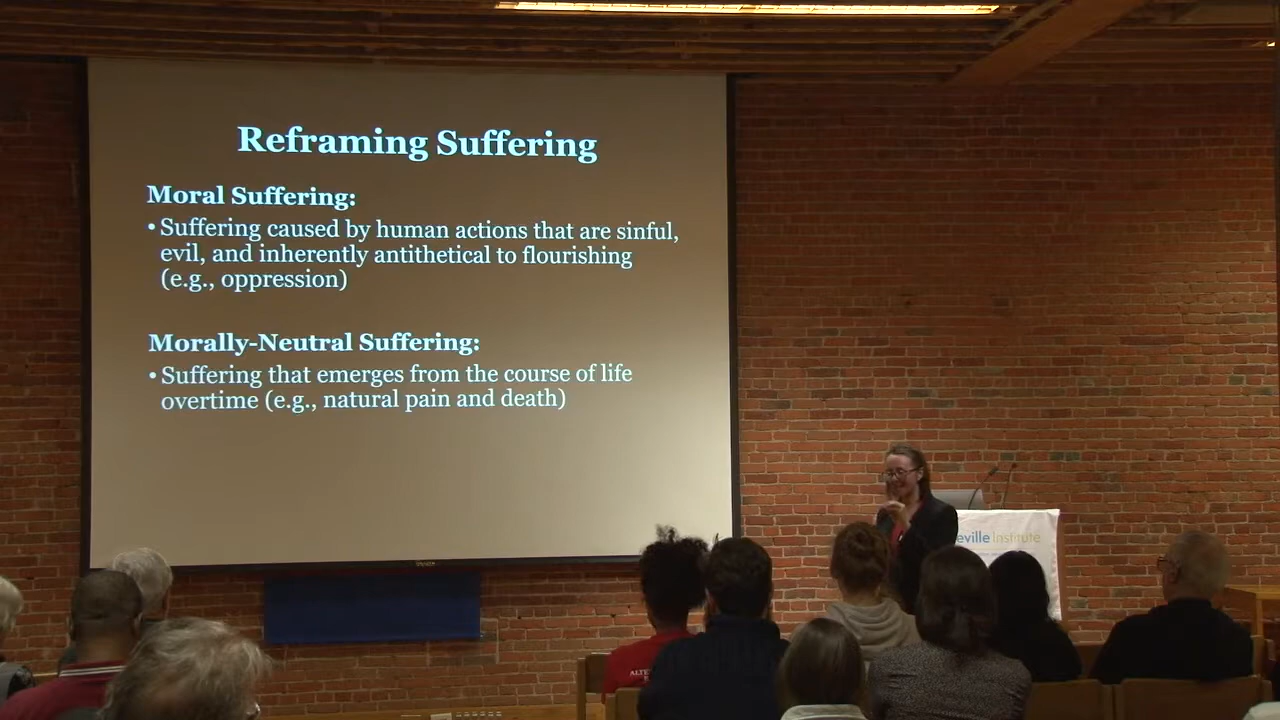 Reframing Suffering
Moral Suffering:
• Suffering caused by human actions that are sinful,
evil, and inherently antithetical to flourishing
(e.g., oppression)
Morally-Neutral Suffering:
• Suffering that emerges from the course of life
overtime (e.g., natural pain and death)
eville Institute